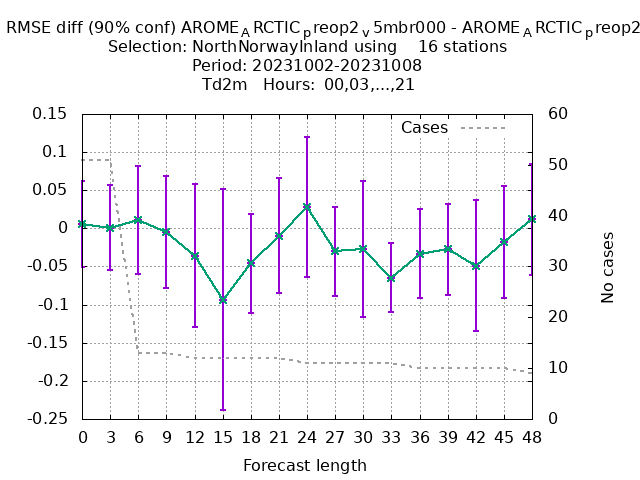 RMSE diff (90% conf) AROME_ARCTIC_preop2_v5mbr000 - AROME_ARCTIC_preop2
Selection: NorthNorwayInland using 16 stations
Period: 20231002-20231008
Td2m Hours: 00,03,...,21
0.15
0.1
0.05
0
-0.05
-0.1
-0.15
-0.2
-0.25
Cases
60
50
40
30
20
10
0
No cases
0 3 6 9 12 15 18 21 24 27 30 33 36 39 42 45 48
Forecast length